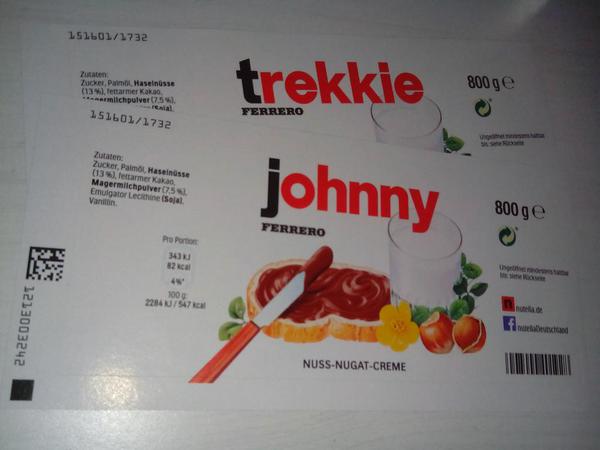 151601/1732
Zutaten:
Zucker, Palmöl, Haselnüsse
(13 %), fettarmer Kakao,
Magermilchpulver (7,5 %),
trekkie
FERRERO
800 g e
Ungeöffnet mindestens haltbar
bis: siehe Rückseite
151601/1732
Zutaten:
Zucker, Palmöl, Haselnüsse
(13 %), fettarmer Kakao,
Magermilchpulver (7,5 %),
Emulgator Lecithine (Soja),
Vanillin.
johnny
FERRERO
800 g e
Ungeöffnet mindestens haltbar
bis: siehe Rückseite
Pro Portion:
343 kJ
82 kcal
4%*
100 g:
2284 kJ / 547 kcal
n nutella.de
f nutellaDeutschland
NUSS-NUGAT-CREME
1213003242